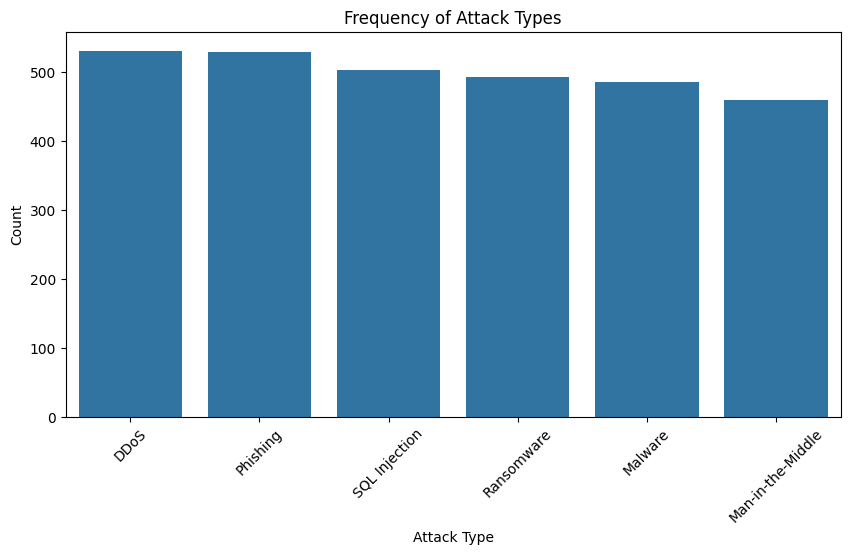 Frequency of Attack Types
Count
500
400
300
200
100
0
DDoS
Phishing
SQL Injection
Ransomware
Malware
Man-in-the-Middle
Attack Type